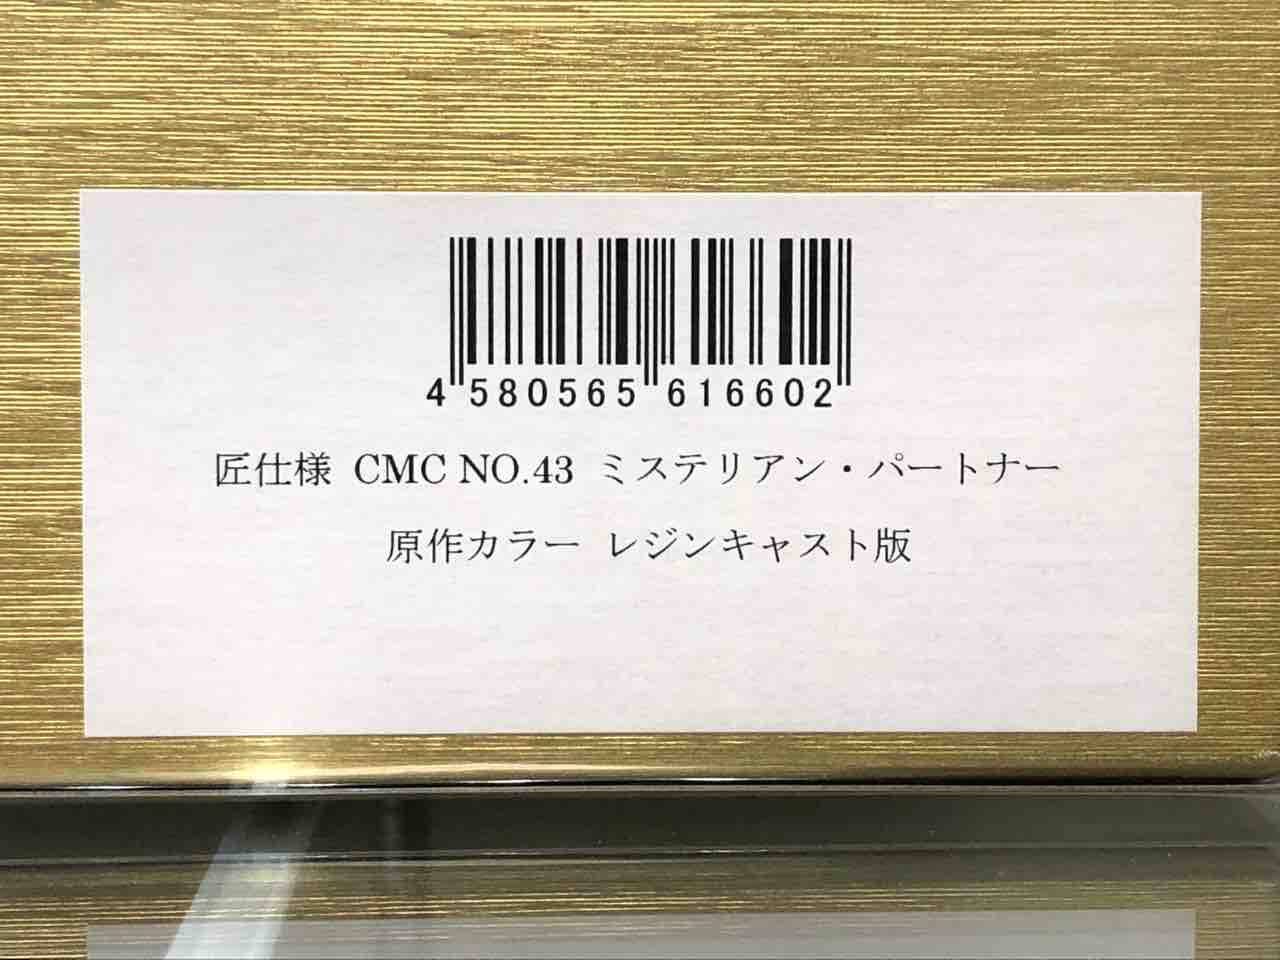 4 580565 616602
匠仕様 CMC NO.43 ミステリアン・パートナー
原作カラー レジンキャスト版